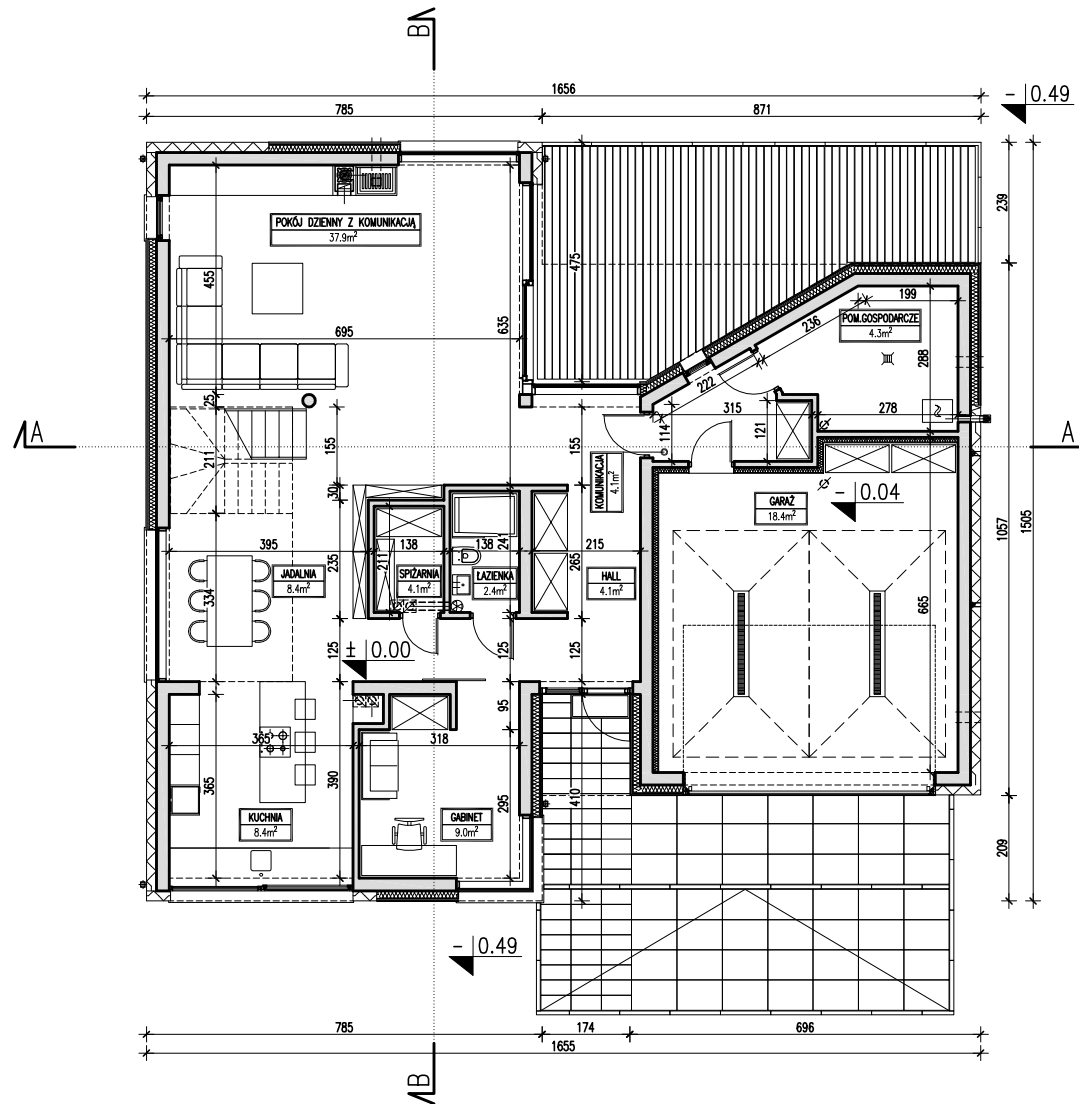 B
1656
- 0.49
785
871
POKÓJ DZIENNY Z KOMUNIKACJĄ
37.9m²
239
475
455
199
236
POM.GOSPODARCZE
4.3m²
695
635
288
222
25
315
278
114
121
155
155
A
A
211
KOMUNIKACJA
4.1m²
30
GARAŻ
18.4m²
- 0.04
1057
1505
395
138
138
241
215
211
235
265
JADALNIA
8.4m²
SPIŻARNIA
4.1m²
ŁAZIENKA
2.4m²
HALL
4.1m²
334
665
± 0.00
125
125
125
95
365
318
365
390
295
410
KUCHNIA
8.4m²
GABINET
9.0m²
209
- 0.49
785
174
696
1655
B